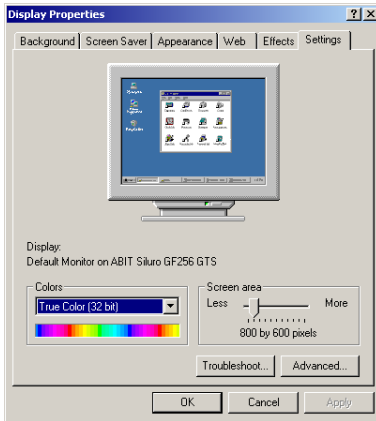 Display Properties
Background Screen Saver Appearance Web Effects Settings
Display:
Default Monitor on ABIT Siluro GF256 GTS
Colors
True Color (32 bit)
Screen area
Less More
800 by 600 pixels
Troubleshoot... Advanced...
OK Cancel Apply